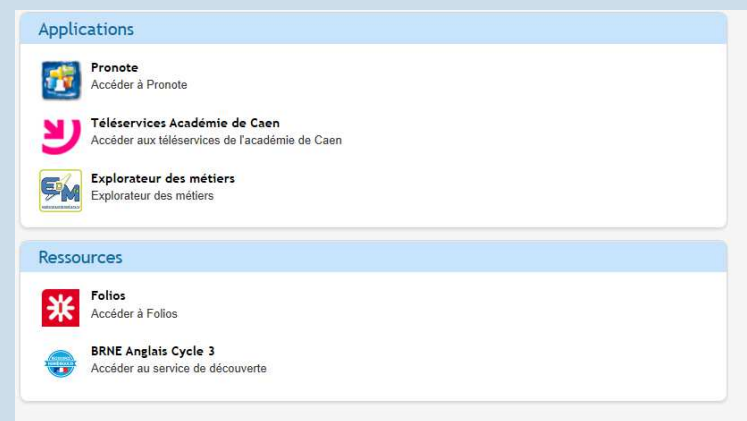 Applications
Pronote
Accéder à Pronote
Téléservices Académie de Caen
Accéder aux téléservices de l'académie de Caen
Explorateur des métiers
Explorateur des métiers
Ressources
Folios
Accéder à Folios
BRNE Anglais Cycle 3
Accéder au service de découverte